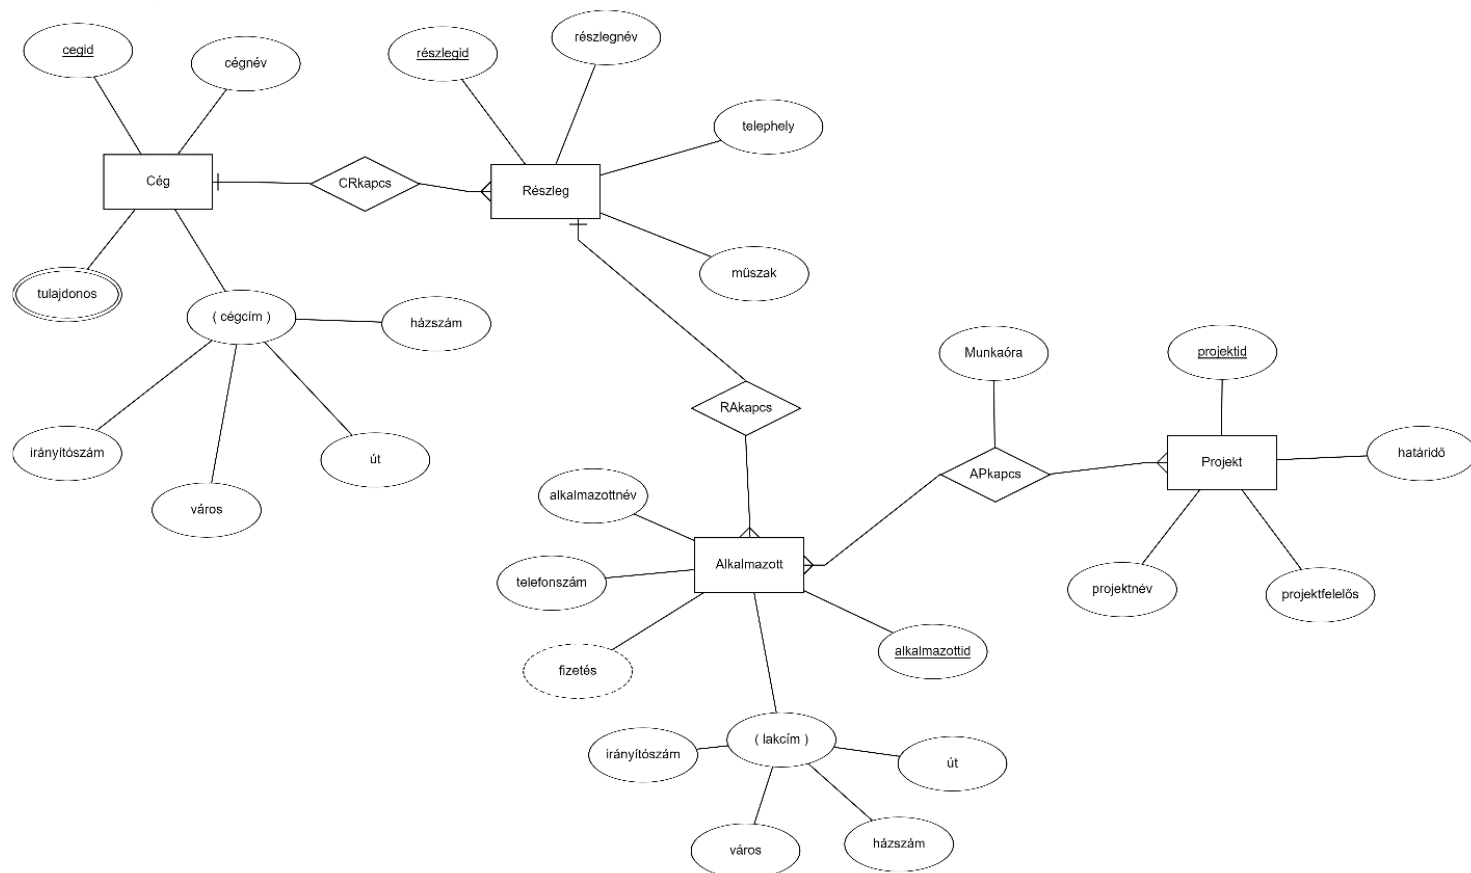 cegid
cégnév
részlegid
részlegnév
telephely
Cég
CRkapcs
Részleg
műszak
tulajdonos
( cégcím )
házszám
irányítószám
város
út
RAkapcs
Munkaóra
projektid
APkapcs
Projekt
határidő
alkalmazottnév
Alkalmazott
telefonszám
projektnév
projektfelelős
fizetés
alkalmazottid
irányítószám
( lakcím )
út
város
házszám